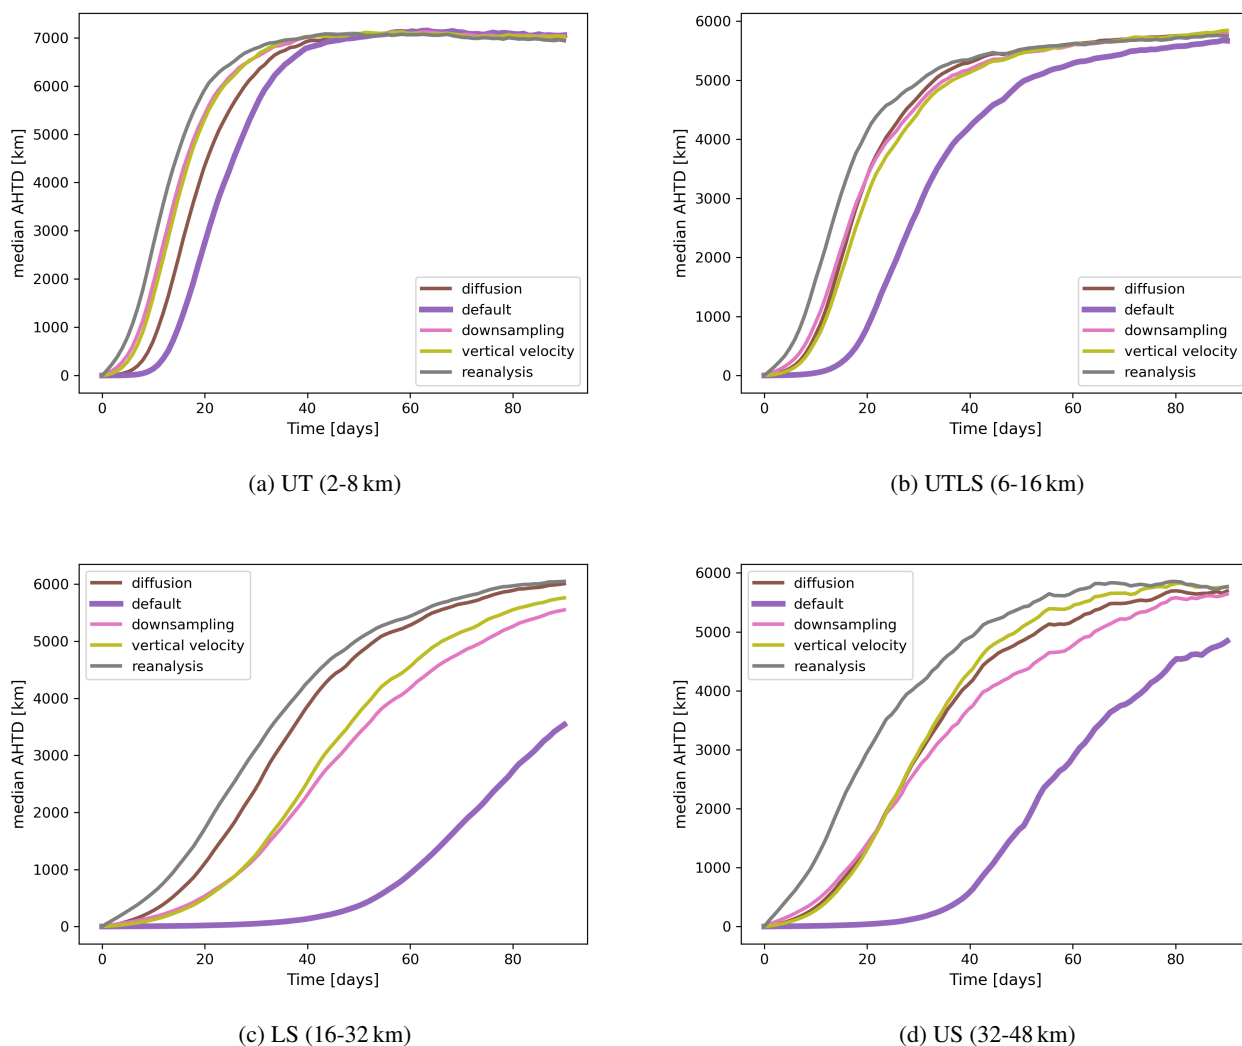 7000
6000
5000
4000
3000
2000
1000
0
median AHTD [km]
diffusion
default
downsampling
vertical velocity
reanalysis
0 20 40 60 80
Time [days]
(a) UT (2-8 km)
6000
5000
4000
3000
2000
1000
0
median AHTD [km]
diffusion
default
downsampling
vertical velocity
reanalysis
0 20 40 60 80
Time [days]
(b) UTLS (6-16 km)
diffusion
default
downsampling
vertical velocity
reanalysis
6000
5000
4000
3000
2000
1000
0
median AHTD [km]
0 20 40 60 80
Time [days]
(c) LS (16-32 km)
diffusion
default
downsampling
vertical velocity
reanalysis
6000
5000
4000
3000
2000
1000
0
median AHTD [km]
0 20 40 60 80
Time [days]
(d) US (32-48 km)